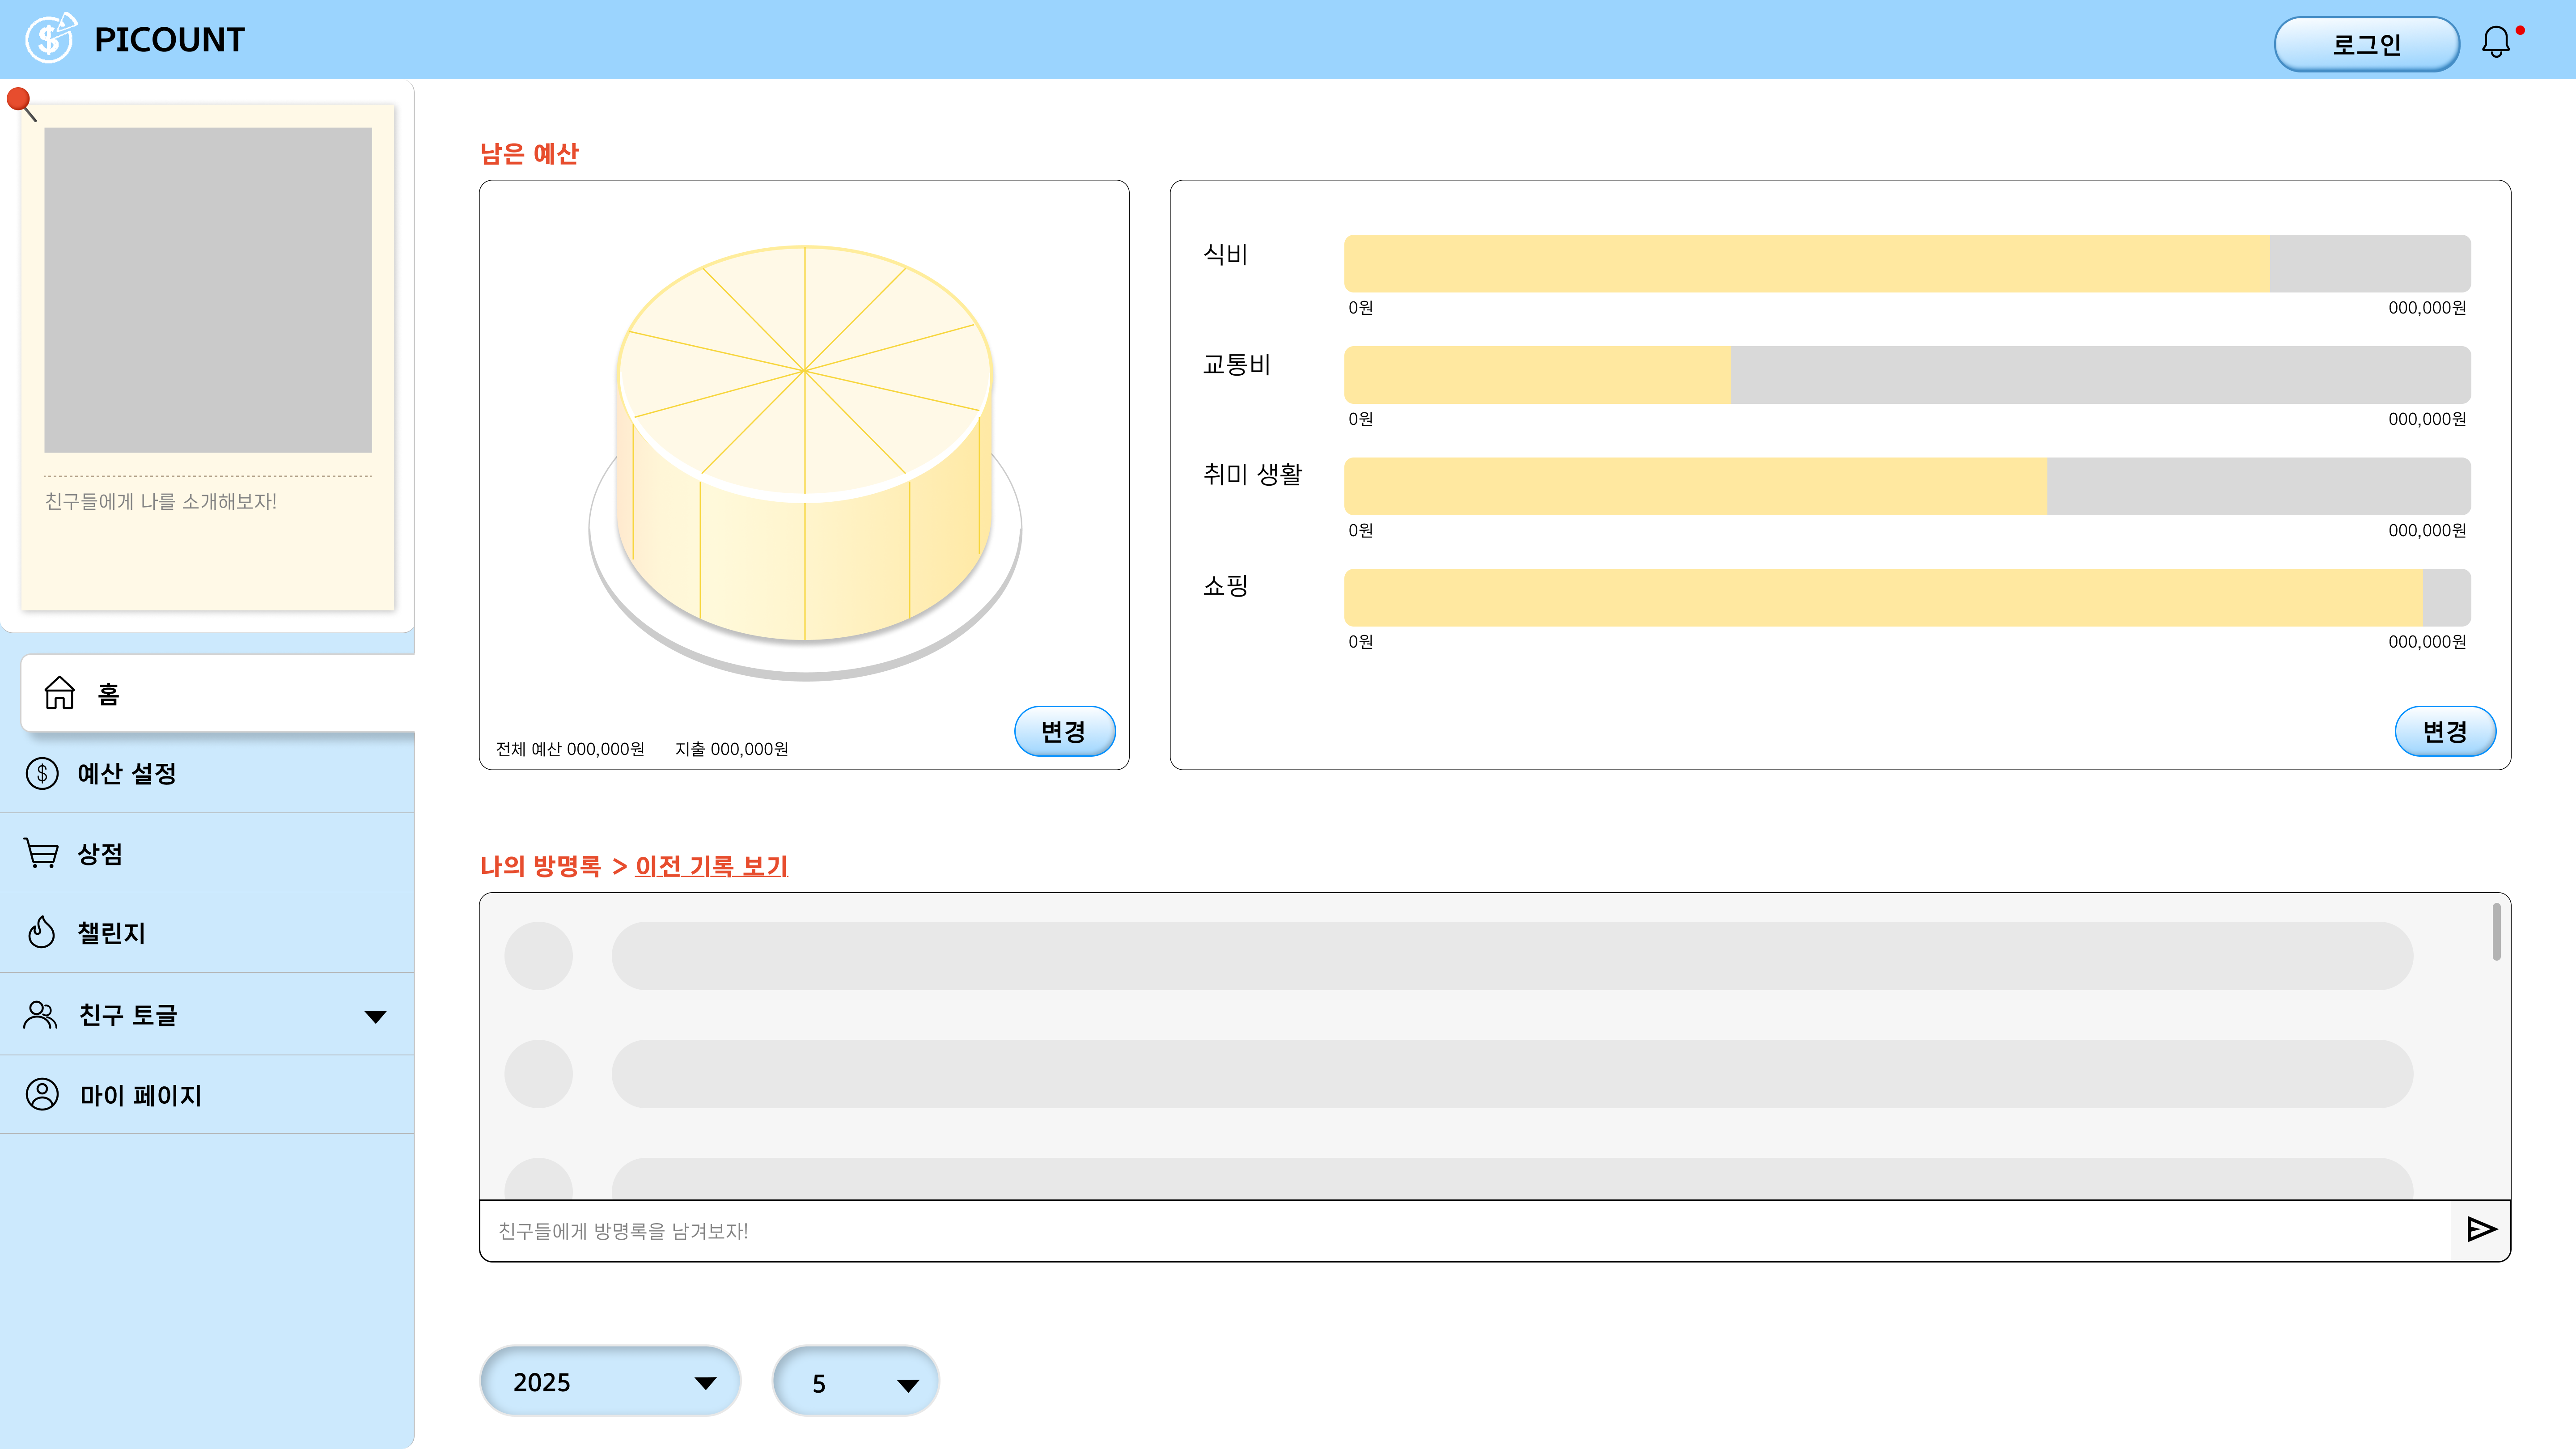 PICOUNT
로그인
친구들에게 나를 소개해보자!
홈
예산 설정
상점
챌린지
친구 토글
마이 페이지
남은 예산
전체 예산 000,000원 지출 000,000원
변경
식비
0원 000,000원
교통비
0원 000,000원
취미 생활
0원 000,000원
쇼핑
0원 000,000원
변경
나의 방명록 > 이전 기록 보기
친구들에게 방명록을 남겨보자!
2025
5